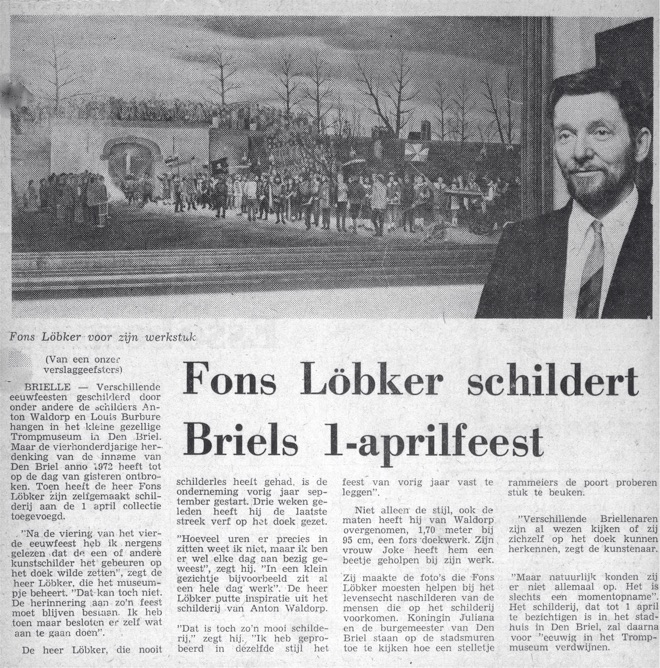 Fons Löbker voor zijn werkstuk
Fons Löbker schildert
Briels 1-aprilfeest
(Van een onzer
verslaggeefsters)
BRIELLE — Verschillende
eeuwfeesten geschilderd door
onder andere de schilders An-
ton Waldorp en Louis Burbure
hangen in het kleine gezellige
Trompmuseum in Den Briel.
Maar de vierhonderdjarige her-
denking van de inname van
Den Briel anno 1972 heeft tot
op de dag van gisteren ontbro-
ken. Toen heeft de heer Fons
Löbker zijn zelfgemaakt schil-
derij aan de 1 april collectie
toegevoegd.
"Na de viering van het vier-
de eeuwfeest heb ik nergens
gelezen dat de een of andere
kunstschilder het gebeuren op
het doek wilde zetten", zegt de
heer Löbker, die het museum-
pje beheert. "Dat kan toch niet.
De herinnering aan zo'n feest
moet blijven bestaan. Ik heb
toen maar besloten er zelf wat
aan te gaan doen".
De heer Löbker, die nooit
schilderles heeft gehad, is de
onderneming vorig jaar sep-
tember gestart. Drie weken ge-
leden heeft hij de laatste
streek verf op het doek gezet.
"Hoeveel uren er precies in
zitten weet ik niet, maar ik ben
er wel elke dag aan bezig ge-
weest", zegt hij. "In een klein
gezichtje bijvoorbeeld zit al
een hele dag werk". De heer
Löbker putte inspiratie uit het
schilderij van Anton Waldorp.
"Dat is toch zo'n mooi schilde-
rij," zegt hij. "Ik heb gepro-
beerd in dezelfde stijl het
feest van vorig jaar vast te
leggen".
Niet alleen de stijl, ook de
maten heeft hij van Waldorp
overgenomen, 1,70 meter bij
95 cm, een fors doekwerk. Zijn
vrouw Joke heeft hem een
beetje geholpen bij zijn werk.
Zij maakte de foto's die Fons
Löbker moesten helpen bij het
levensecht naschilderen van de
mensen die op het schilderij
voorkomen. Koningin Juliana
en de burgemeester van Den
Briel staan op de stadsmuren
toe te kijken hoe een stelletje
rammeiers de poort proberen
stuk te beuken.
"Verschillende Briellenaren
zijn al wezen kijken of zij
zichzelf op het doek kunnen
herkennen, zegt de kunstenaar.
"Maar natuurlijk konden zij
er niet allemaal op. Het is
slechts een momentopname".
Het schilderij, dat tot 1 april
te bezichtigen is in het stad-
huis in Den Briel, zal daarna
voor "eeuwig in het Tromp-
museum verdwijnen.